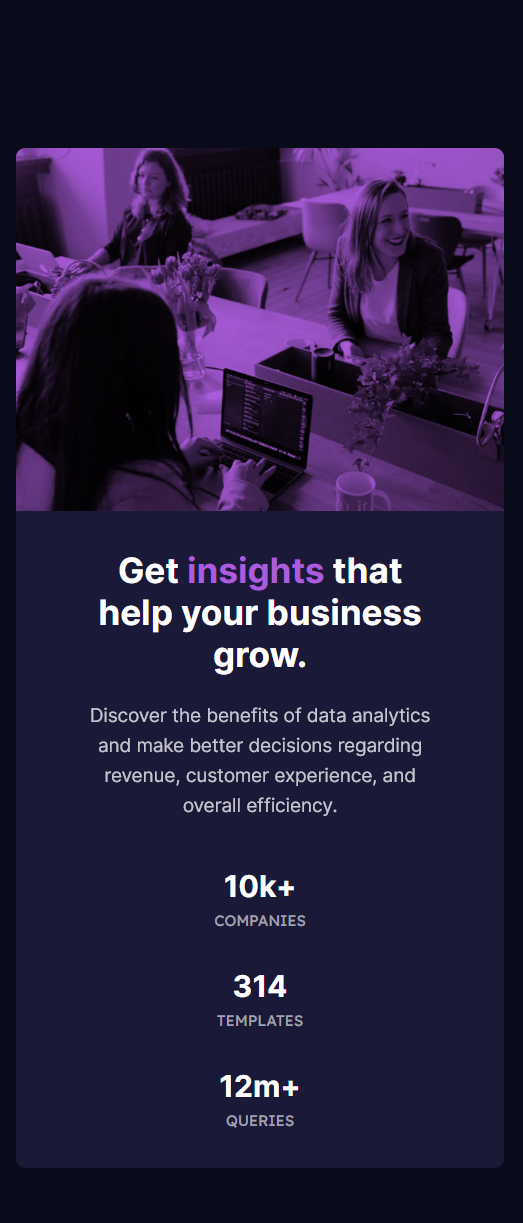 Get insights that
help your business
grow.
Discover the benefits of data analytics
and make better decisions regarding
revenue, customer experience, and
overall efficiency.
10k+
COMPANIES
314
TEMPLATES
12m+
QUERIES